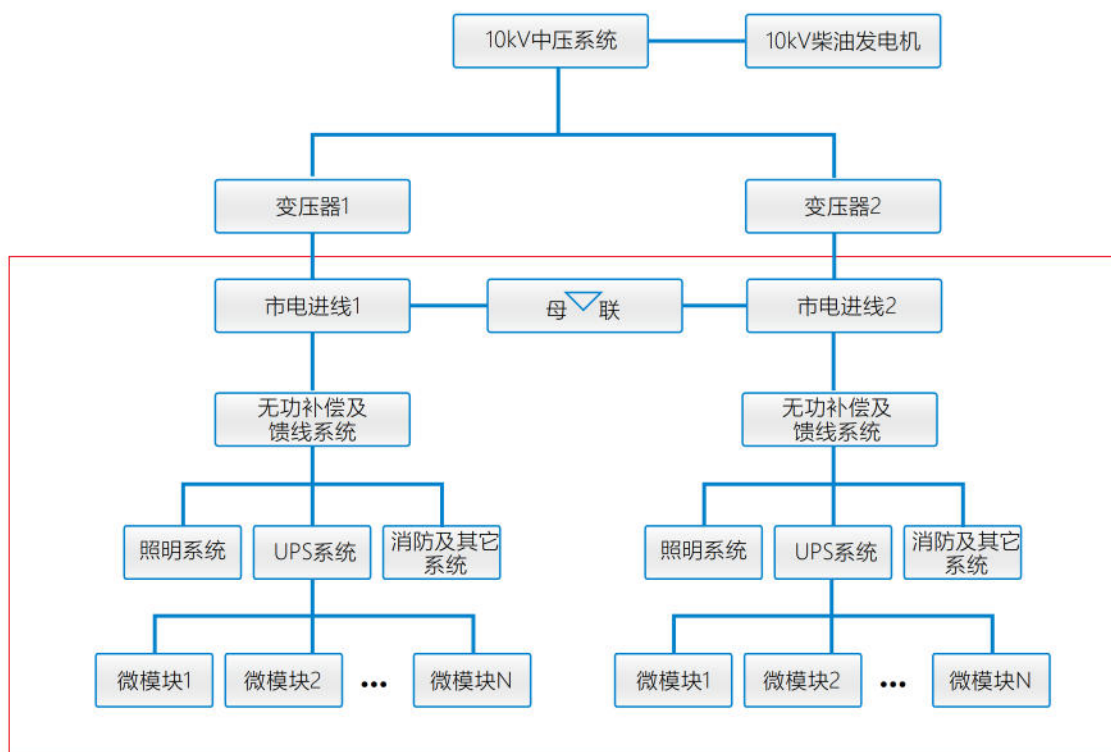 10kV中压系统
10kV柴油发电机
变压器1
变压器2
市电进线1
母 联
市电进线2
无功补偿及
馈线系统
无功补偿及
馈线系统
照明系统
UPS系统
消防及其它
系统
照明系统
UPS系统
消防及其它
系统
微模块1
微模块2
•••
微模块N
微模块1
微模块2
•••
微模块N